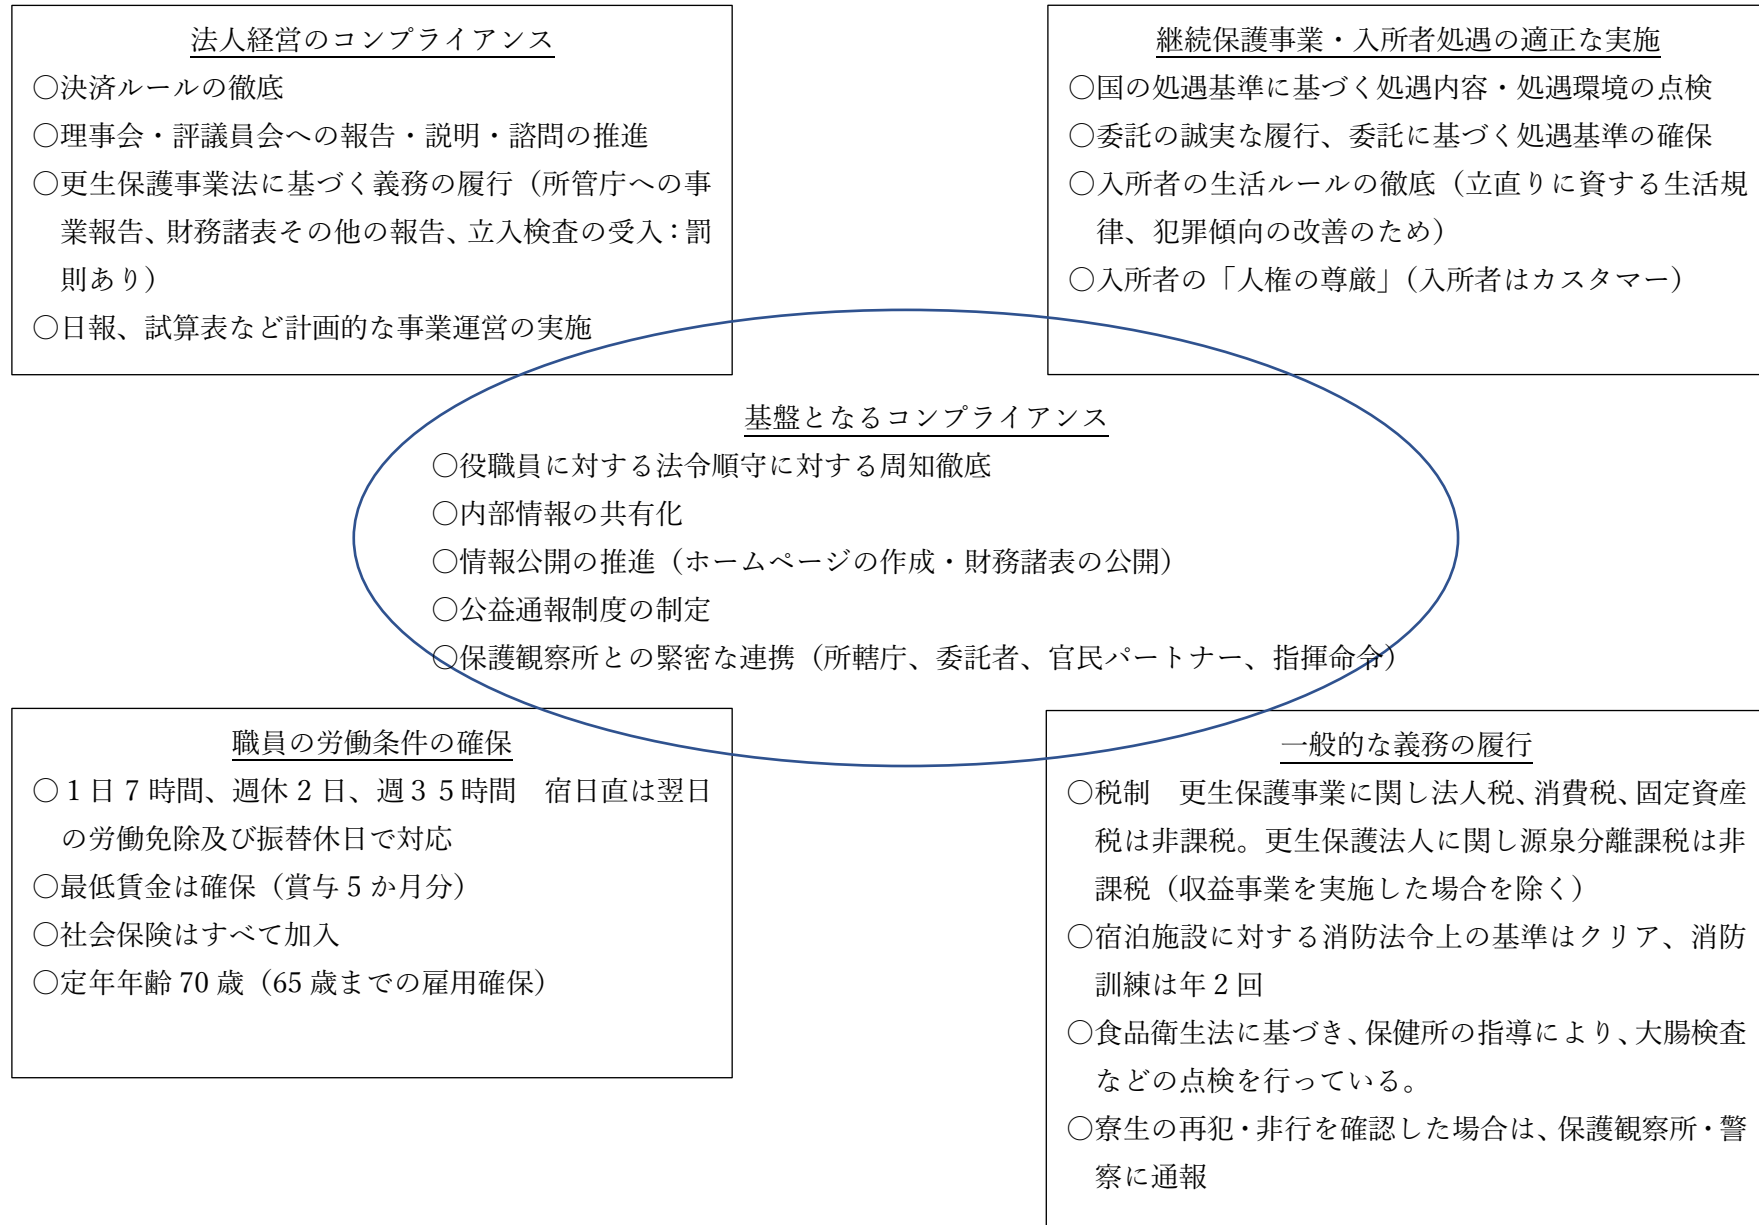 法人経営のコンプライアンス
○決済ルールの徹底
○理事会・評議員会への報告・説明・諮問の推進
○更生保護事業法に基づく義務の履行（所管庁への事
業報告、財務諸表その他の報告、立入検査の受入：罰
則あり）
○日報、試算表など計画的な事業運営の実施
継続保護事業・入所者処遇の適正な実施
○国の処遇基準に基づく処遇内容・処遇環境の点検
○委託の誠実な履行、委託に基づく処遇基準の確保
○入所者の生活ルールの徹底（立直りに資する生活規
律、犯罪傾向の改善のため）
○入所者の「人権の尊厳」（入所者はカスタマー）
基盤となるコンプライアンス
○役職員に対する法令順守に対する周知徹底
○内部情報の共有化
○情報公開の推進（ホームページの作成・財務諸表の公開）
○公益通報制度の制定
○保護観察所との緊密な連携（所轄庁、委託者、官民パートナー、指揮命令）
職員の労働条件の確保
○１日７時間、週休２日、週３５時間　宿日直は翌日
の労働免除及び振替休日で対応
○最低賃金は確保（賞与５か月分）
○社会保険はすべて加入
○定年年齢 70 歳（65 歳までの雇用確保）
一般的な義務の履行
○税制　更生保護事業に関し法人税、消費税、固定資産
税は非課税。更生保護法人に関し源泉分離課税は非
課税（収益事業を実施した場合を除く）
○宿泊施設に対する消防法令上の基準はクリア、消防
訓練は年２回
○食品衛生法に基づき、保健所の指導により、大腸検査
などの点検を行っている。
○寮生の再犯・非行を確認した場合は、保護観察所・警
察に通報